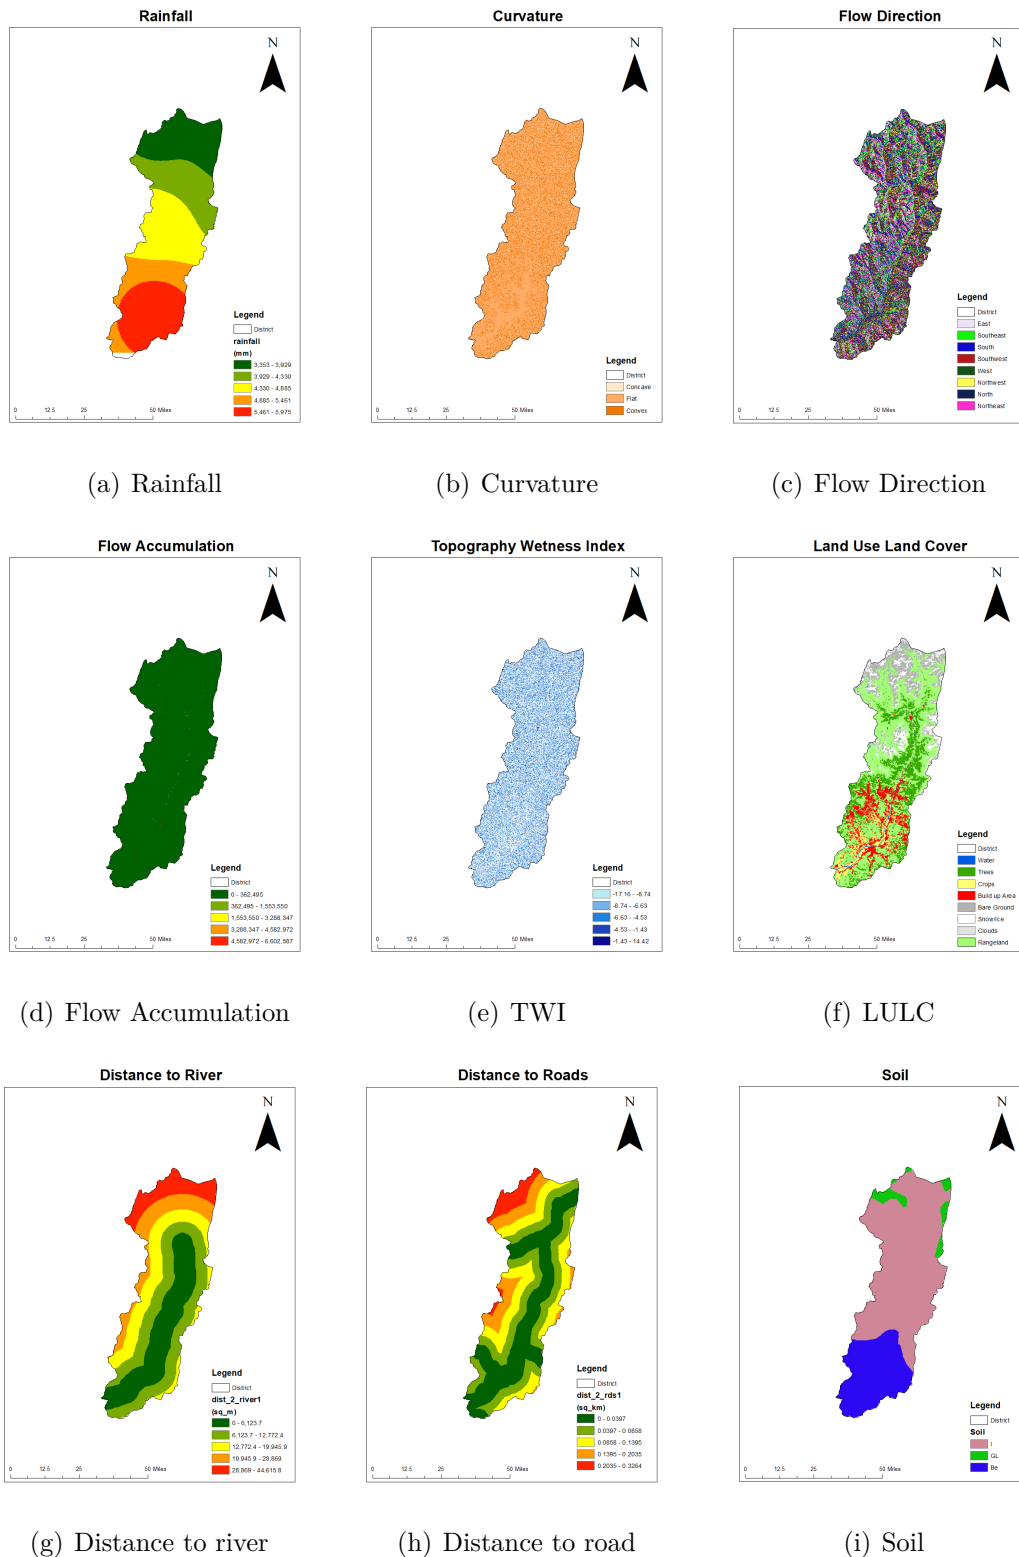 Rainfall
N
Legend
District
rainfall
(mm)
3,353 - 3,929
3,929 - 4,330
4,330 - 4,885
4,885 - 5,461
5,461 - 5,975
0 12.5 25 50 Miles
(a) Rainfall
Curvature
N
Legend
District
Concave
Flat
Convex
0 12.5 25 50 Miles
(b) Curvature
Flow Direction
N
Legend
District
East
Southeast
South
Southwest
West
Northwest
North
Northeast
0 12.5 25 50 Miles
(c) Flow Direction
Flow Accumulation
N
Legend
District
0 - 362,495
362,495 - 1,553,550
1,553,550 - 3,288,347
3,288,347 - 4,582,972
4,582,972 - 6,602,587
0 12.5 25 50 Miles
(d) Flow Accumulation
Topography Wetness Index
N
Legend
District
-17.16 - -8.74
-8.74 - -6.63
-6.63 - -4.53
-4.53 - -1.43
-1.43 - 14.42
0 12.5 25 50 Miles
(e) TWI
Land Use Land Cover
N
Legend
District
Water
Trees
Crops
Build up Area
Bare Ground
Snow/Ice
Clouds
Rangeland
0 12.5 25 50 Miles
(f) LULC
Distance to River
N
Legend
District
dist_2_river1
(sq_m)
0 - 6,123.7
6,123.7 - 12,772.4
12,772.4 - 19,945.9
19,945.9 - 28,869
28,869 - 44,615.8
0 12.5 25 50 Miles
(g) Distance to river
Distance to Roads
N
Legend
District
dist_2_rds1
(sq_km)
0 - 0.0397
0.0397 - 0.0858
0.0858 - 0.1395
0.1395 - 0.2035
0.2035 - 0.3264
0 12.5 25 50 Miles
(h) Distance to road
Soil
N
Legend
District
Soil
I
GL
Be
0 12.5 25 50 Miles
(i) Soil